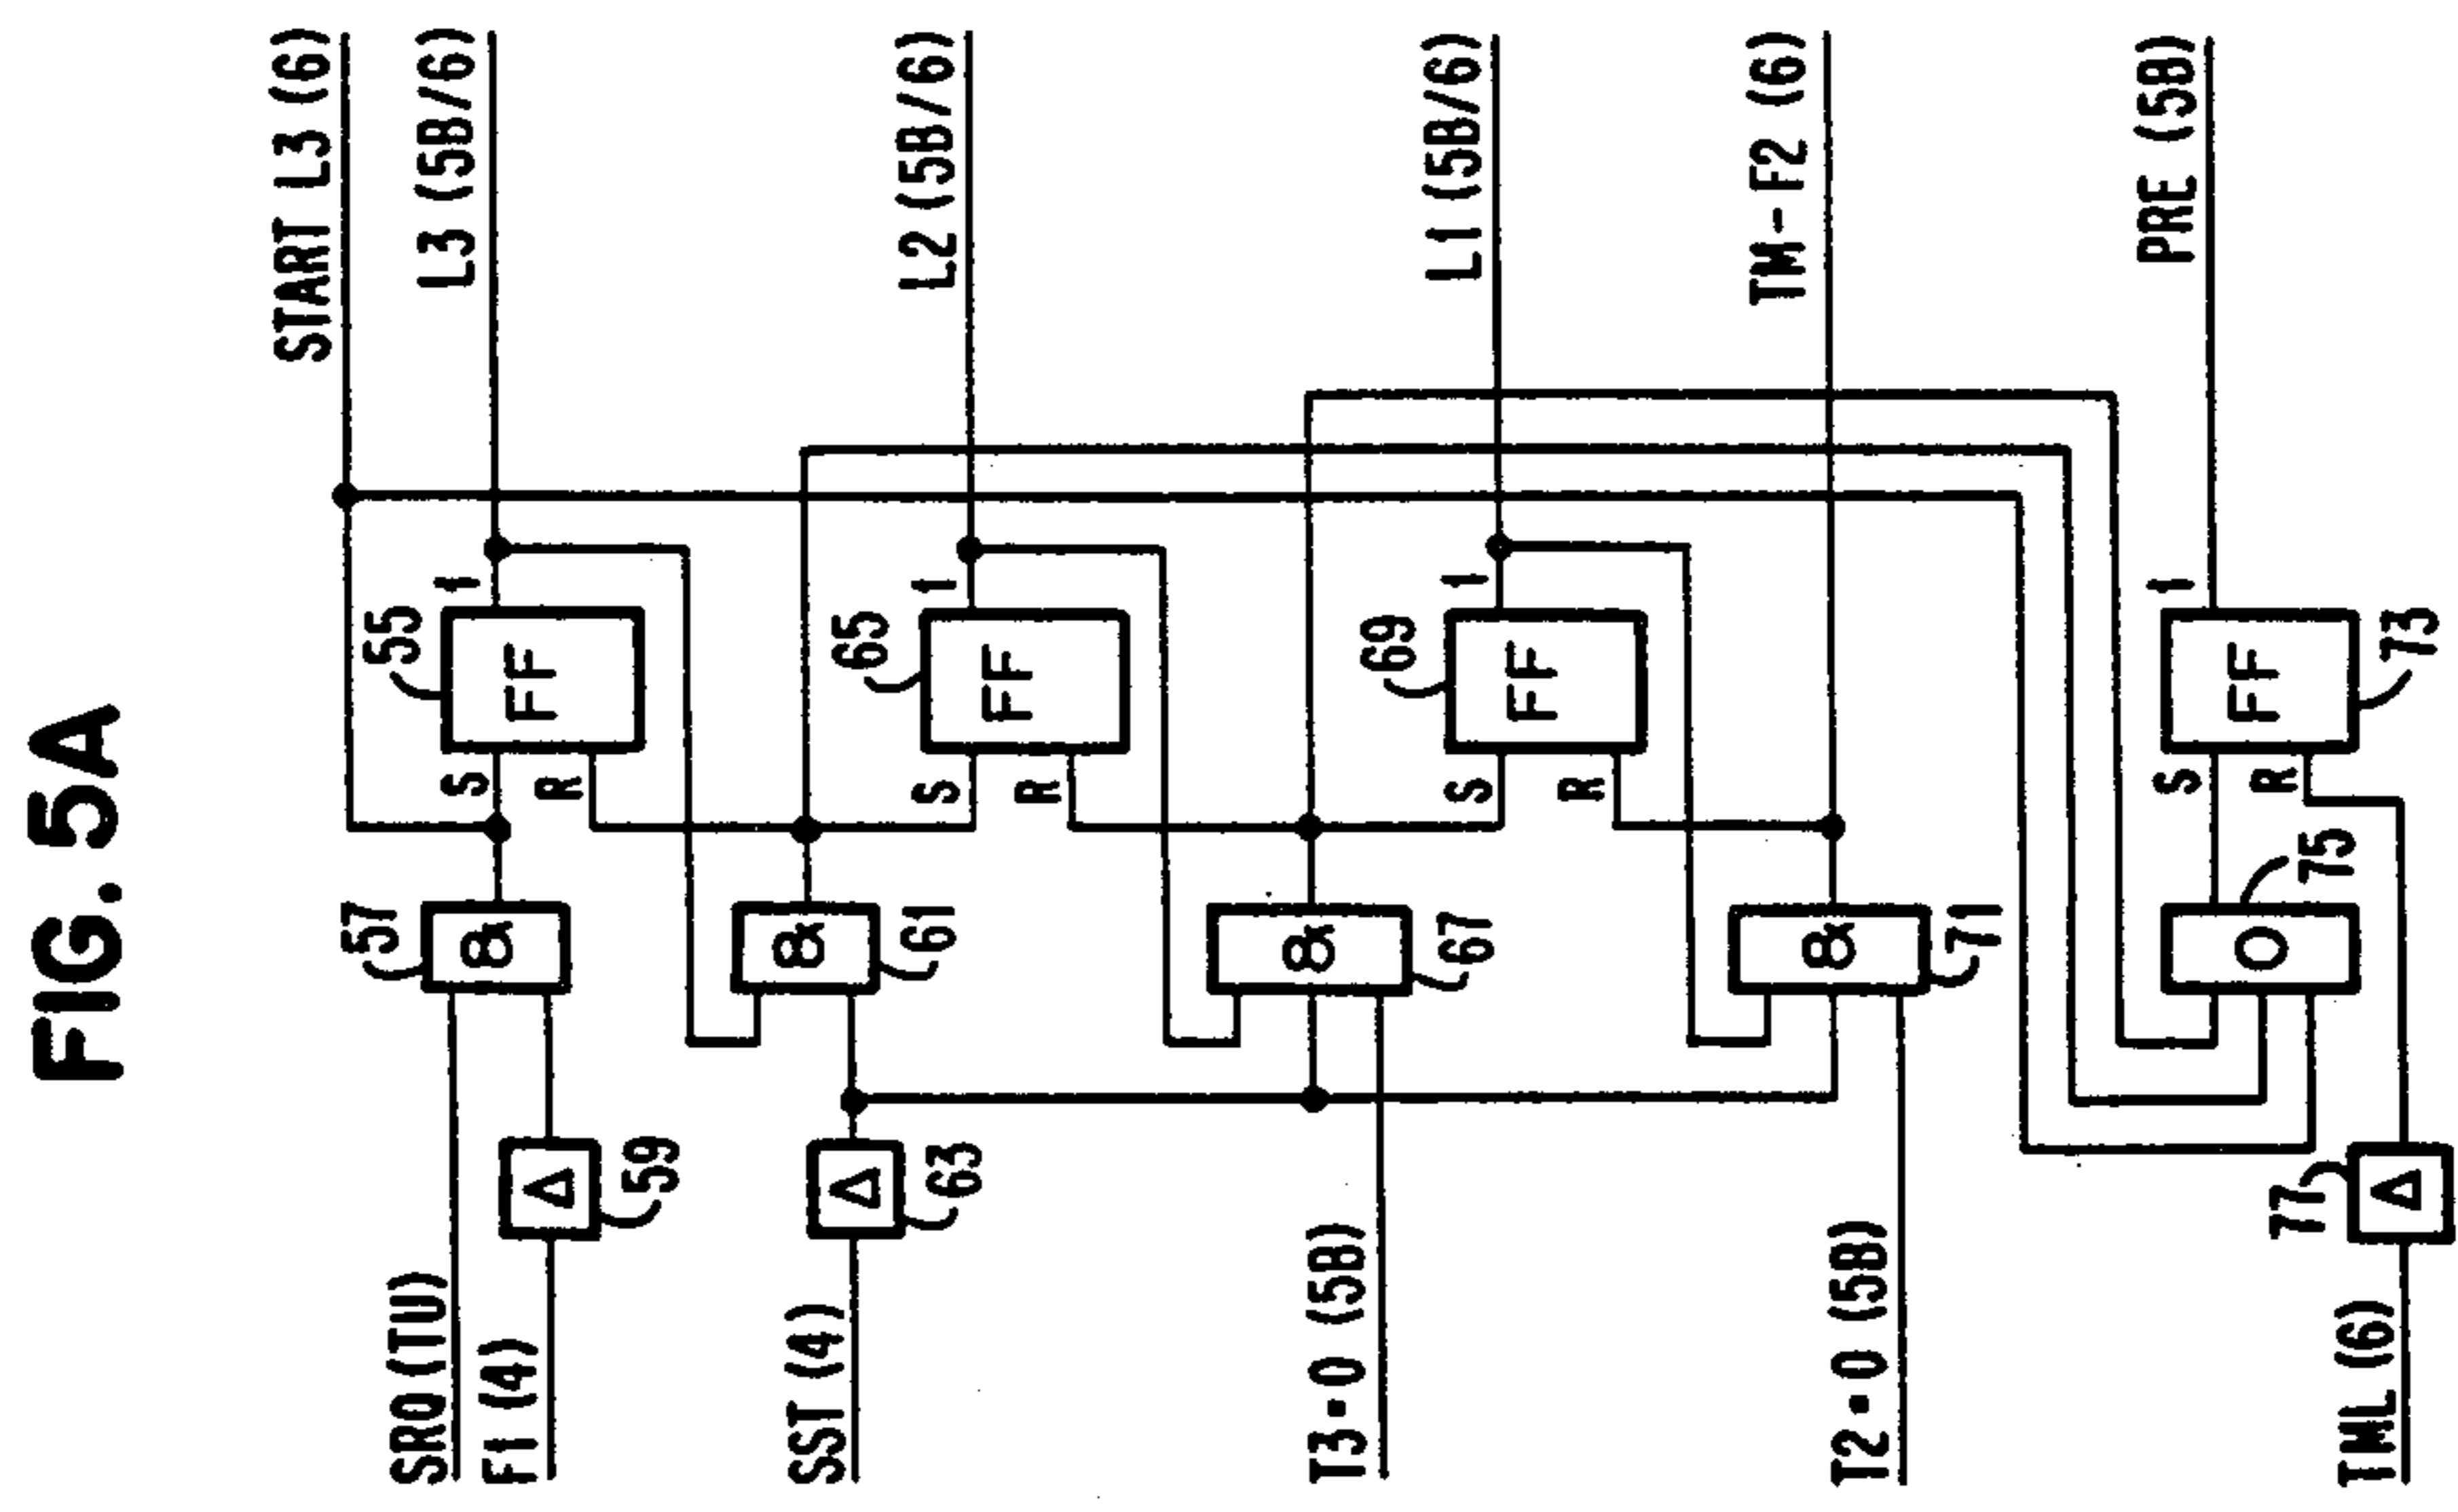 FIG. 5A
START L3 (6)
L3 (5B/6)
L2 (5B/6)
L1 (5B/6)
TM-F2 (6)
PRE (5B)
55
FF
1
S
R
65
FF
1
S
R
69
FF
1
S
R
73
FF
1
S
R
57
&
61
&
67
&
71
&
75
O
59
Δ
63
Δ
77
Δ
SRO (TW)
F1 (4)
SST (4)
T3-0 (5B)
T2-0 (5B)
TML (6)